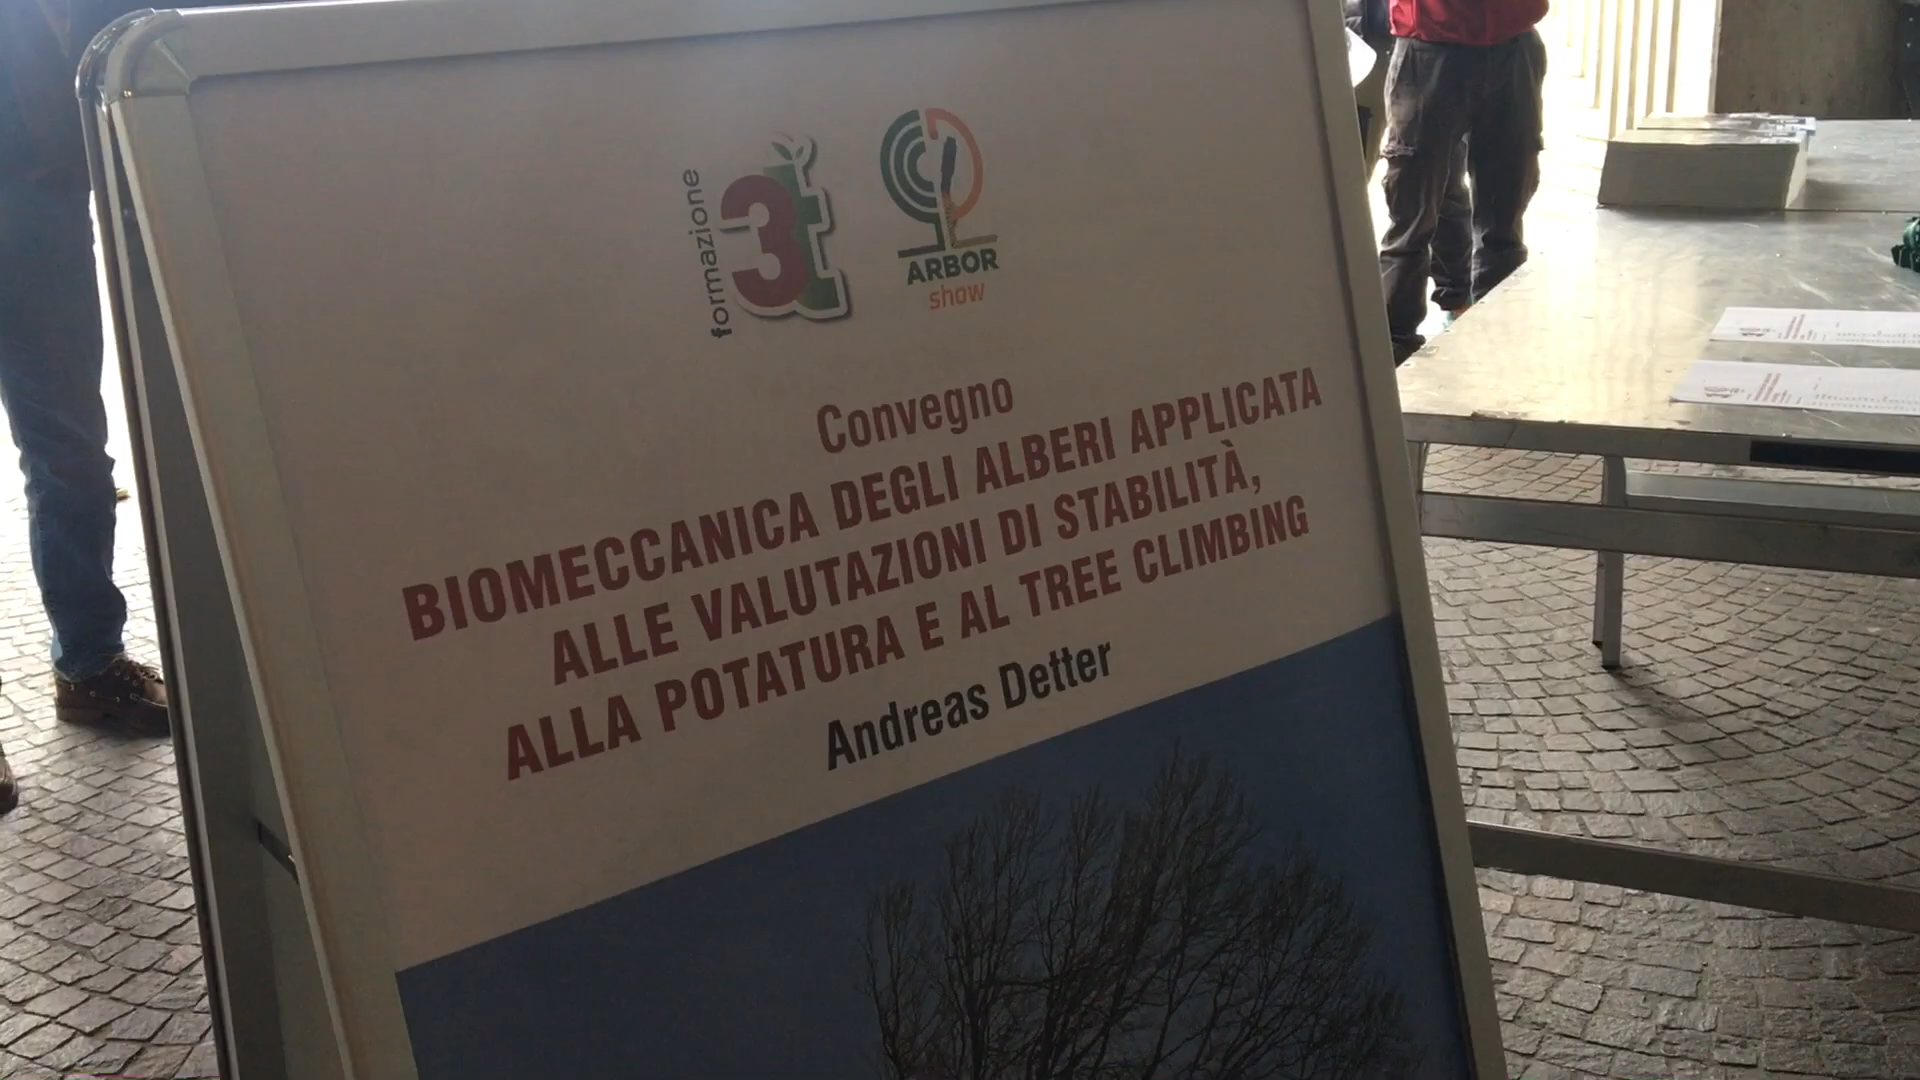 formazione
3t
ARBOR
show
Convegno
BIOMECCANICA DEGLI ALBERI APPLICATA
ALLE VALUTAZIONI DI STABILITÀ,
ALLA POTATURA E AL TREE CLIMBING
Andreas Detter